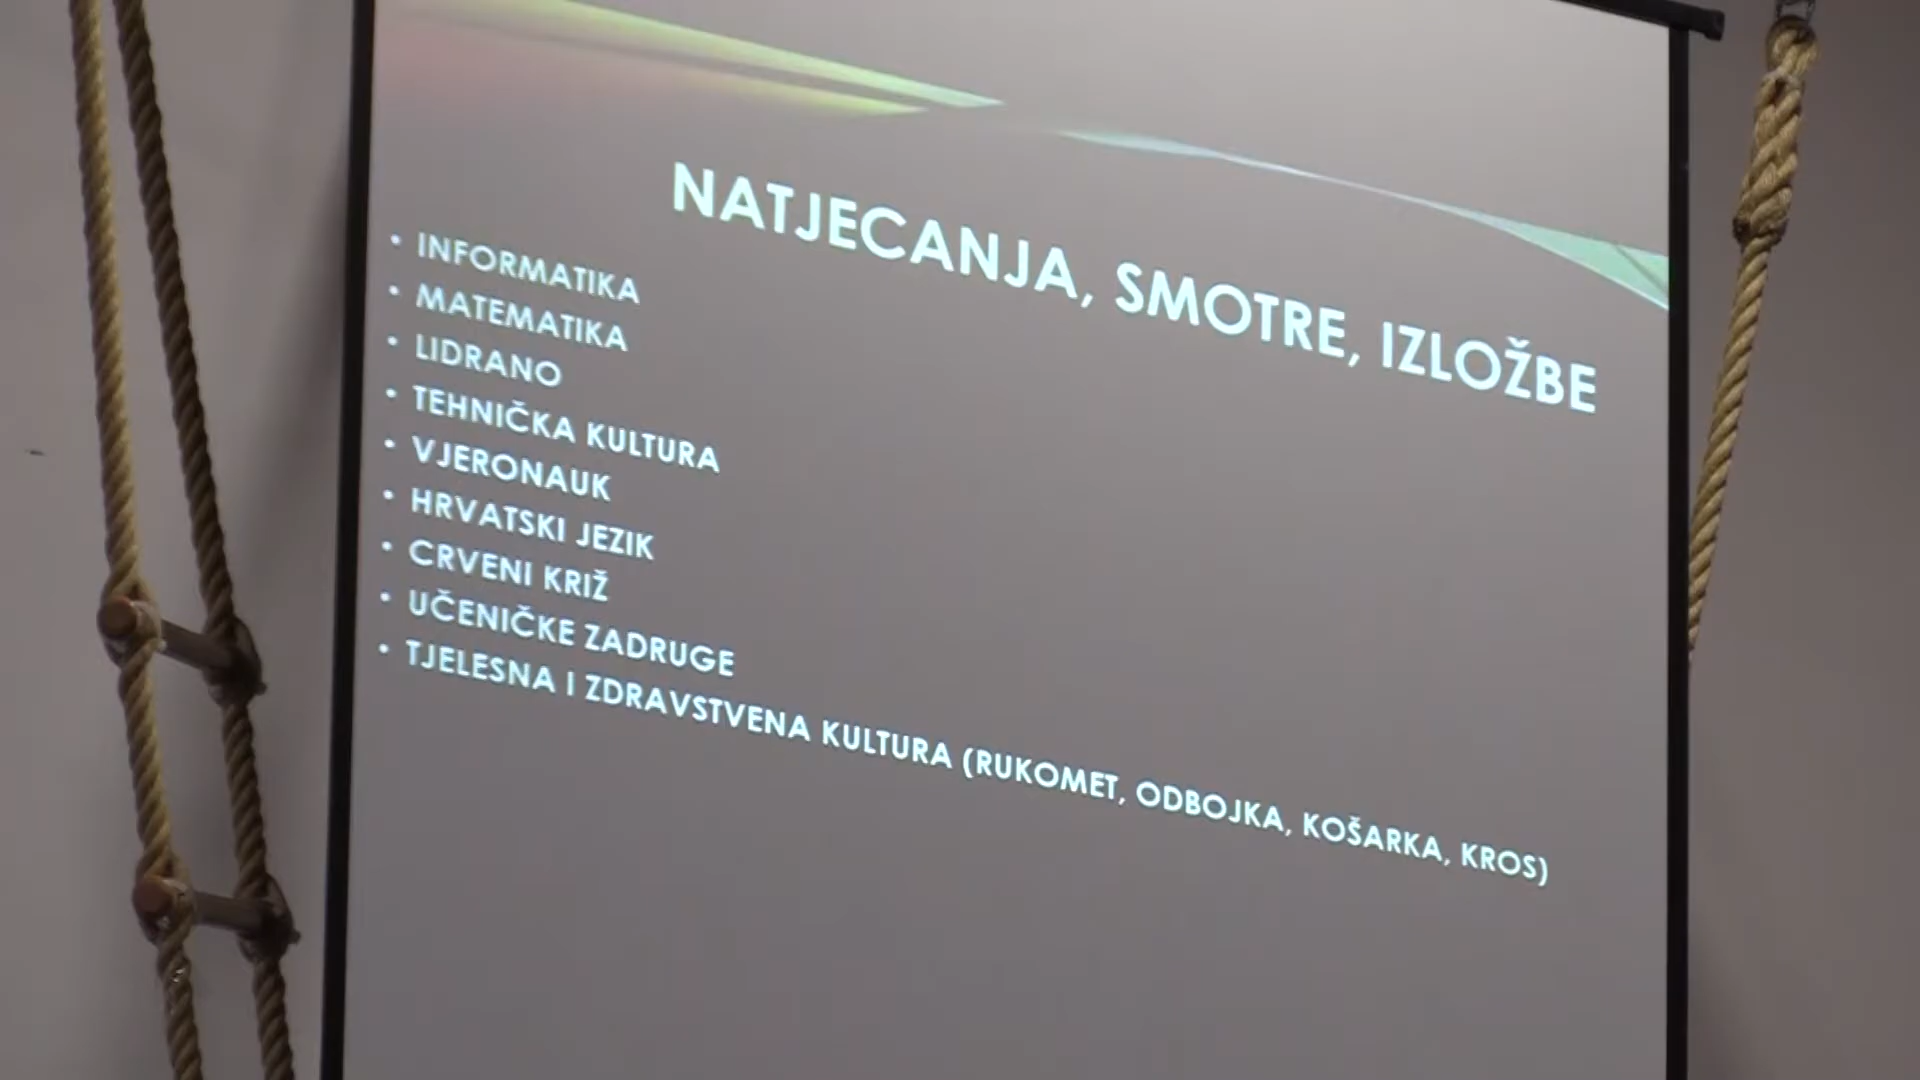 NATJECANJA, SMOTRE, IZLOŽBE
• INFORMATIKA
• MATEMATIKA
• LIDRANO
• TEHNIČKA KULTURA
• VJERONAUK
• HRVATSKI JEZIK
• CRVENI KRIŽ
• UČENIČKE ZADRUGE
• TJELESNA I ZDRAVSTVENA KULTURA (RUKOMET, ODBOJKA, KOŠARKA, KROS)